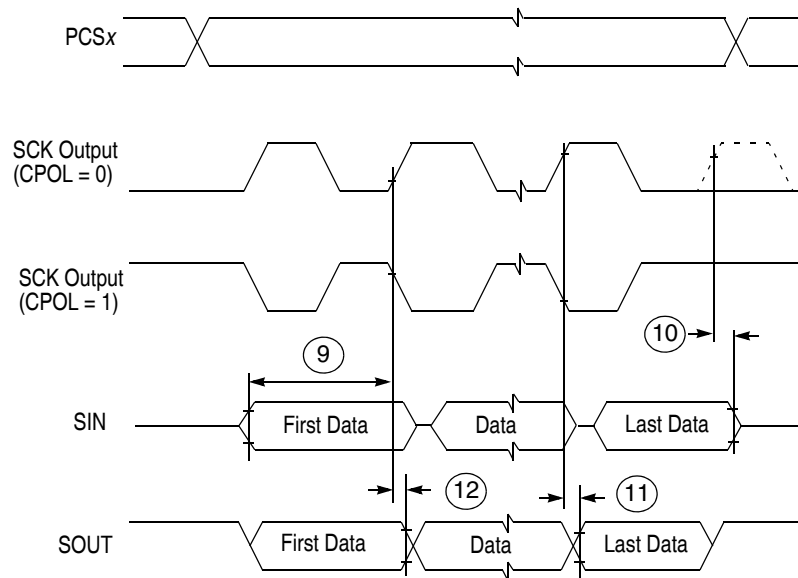 PCSx
SCK Output
(CPOL = 0)
SCK Output
(CPOL = 1)
10
9
SIN
First Data
Data
Last Data
12
11
SOUT
First Data
Data
Last Data